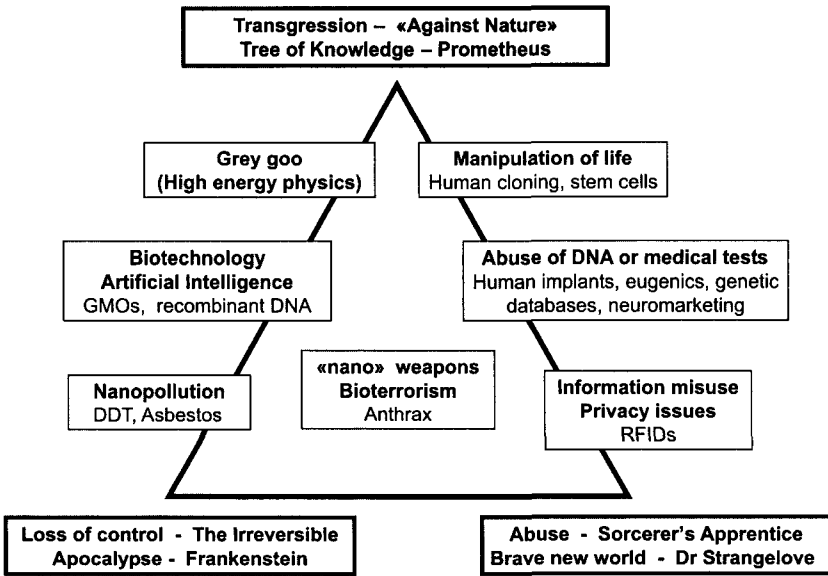 Transgression – «Against Nature»
Tree of Knowledge – Prometheus
Grey goo
(High energy physics)
Manipulation of life
Human cloning, stem cells
Biotechnology
Artificial Intelligence
GMOs, recombinant DNA
Abuse of DNA or medical tests
Human implants, eugenics, genetic
databases, neuromarketing
Nanopollution
DDT, Asbestos
«nano» weapons
Bioterrorism
Anthrax
Information misuse
Privacy issues
RFIDs
Loss of control - The Irreversible
Apocalypse - Frankenstein
Abuse - Sorcerer's Apprentice
Brave new world - Dr Strangelove